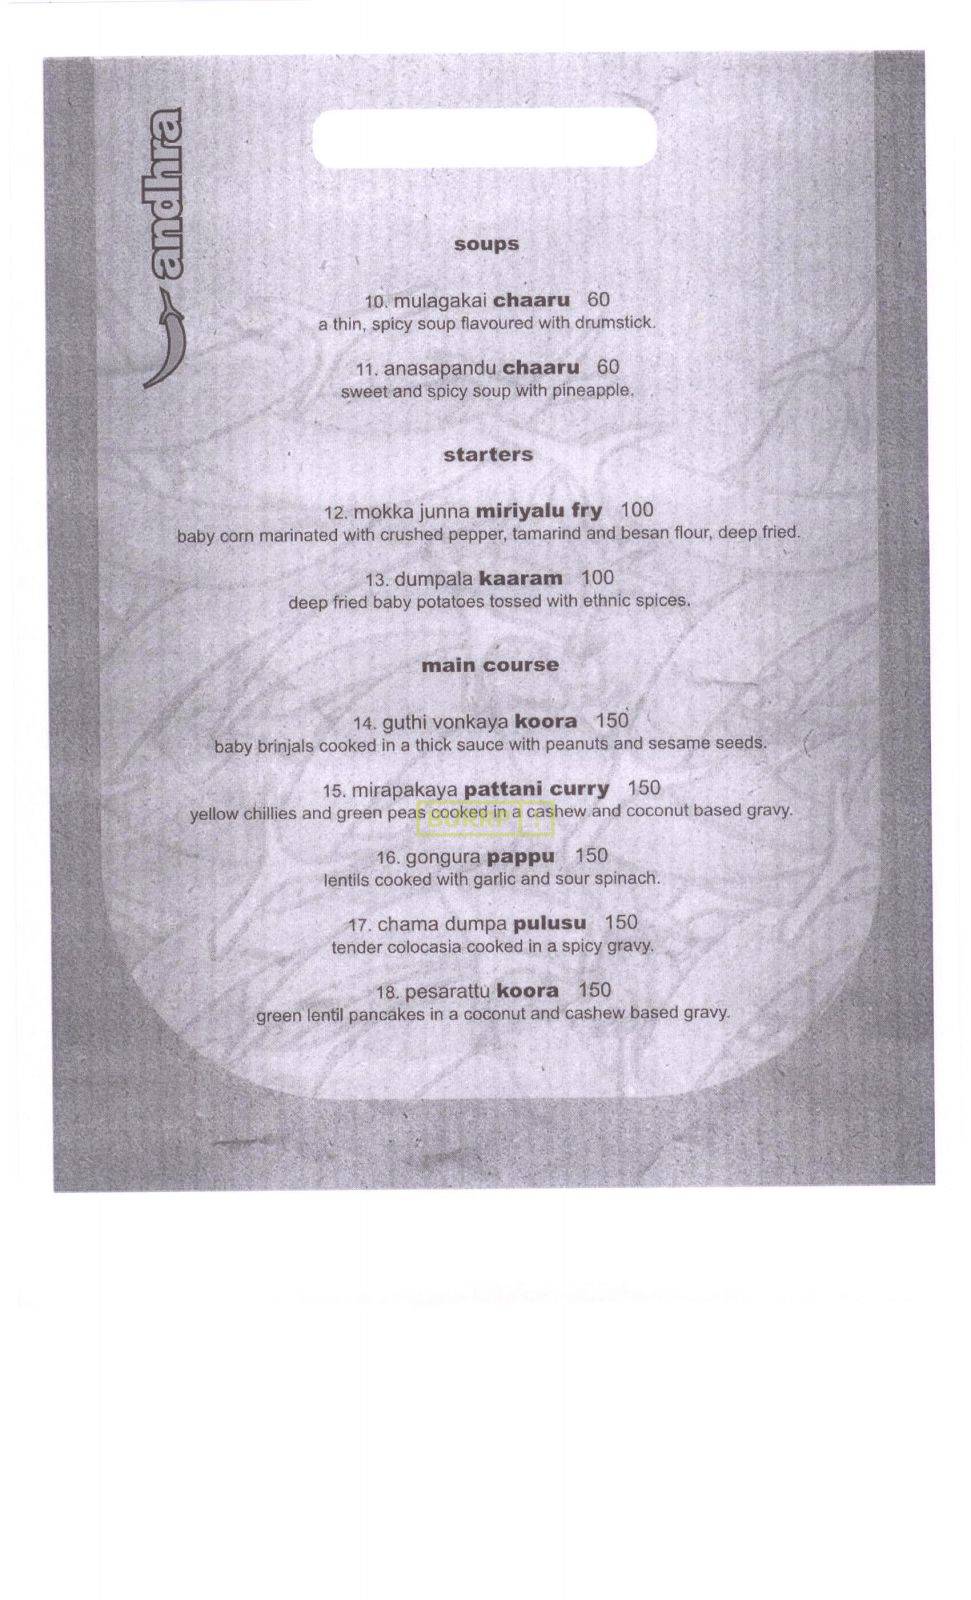 andhra
soups
10. mulagakai chaaru 60
a thin, spicy soup flavoured with drumstick.
11. anasapandu chaaru 60
sweet and spicy soup with pineapple.
starters
12. mokka junna miriyalu fry 100
baby corn marinated with crushed pepper, tamarind and besan flour, deep fried.
13. dumpala kaaram 100
deep fried baby potatoes tossed with ethnic spices.
main course
14. guthi vonkaya koora 150
baby brinjals cooked in a thick sauce with peanuts and sesame seeds.
15. mirapakaya pattani curry 150
yellow chillies and green peas cooked in a cashew and coconut based gravy.
16. gongura pappu 150
lentils cooked with garlic and sour spinach.
17. chama dumpa pulusu 150
tender colocasia cooked in a spicy gravy.
18. pesarattu koora 150
green lentil pancakes in a coconut and cashew based gravy.